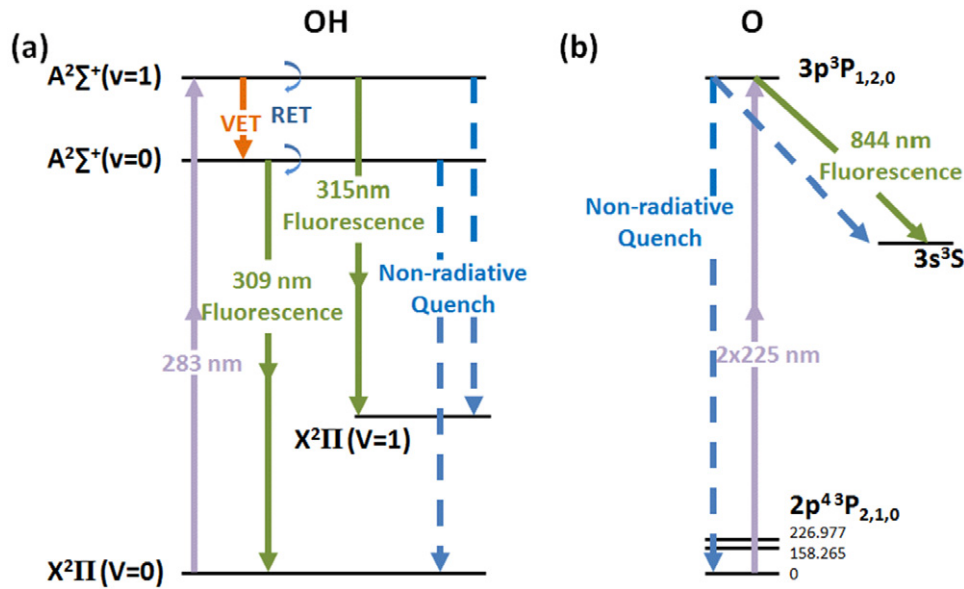 OH
(a)
A²∑⁺(v=1)
VET
RET
A²∑⁺(v=0)
315nm
Fluorescence
309 nm
Fluorescence
Non-radiative
Quench
283 nm
X²Π(V=1)
X²Π(V=0)
O
(b)
3p³P₁,₂,₀
844 nm
Fluorescence
Non-radiative
Quench
3s³S
2x225 nm
2p⁴ ³P₂,₁,₀
226.977
158.265
0